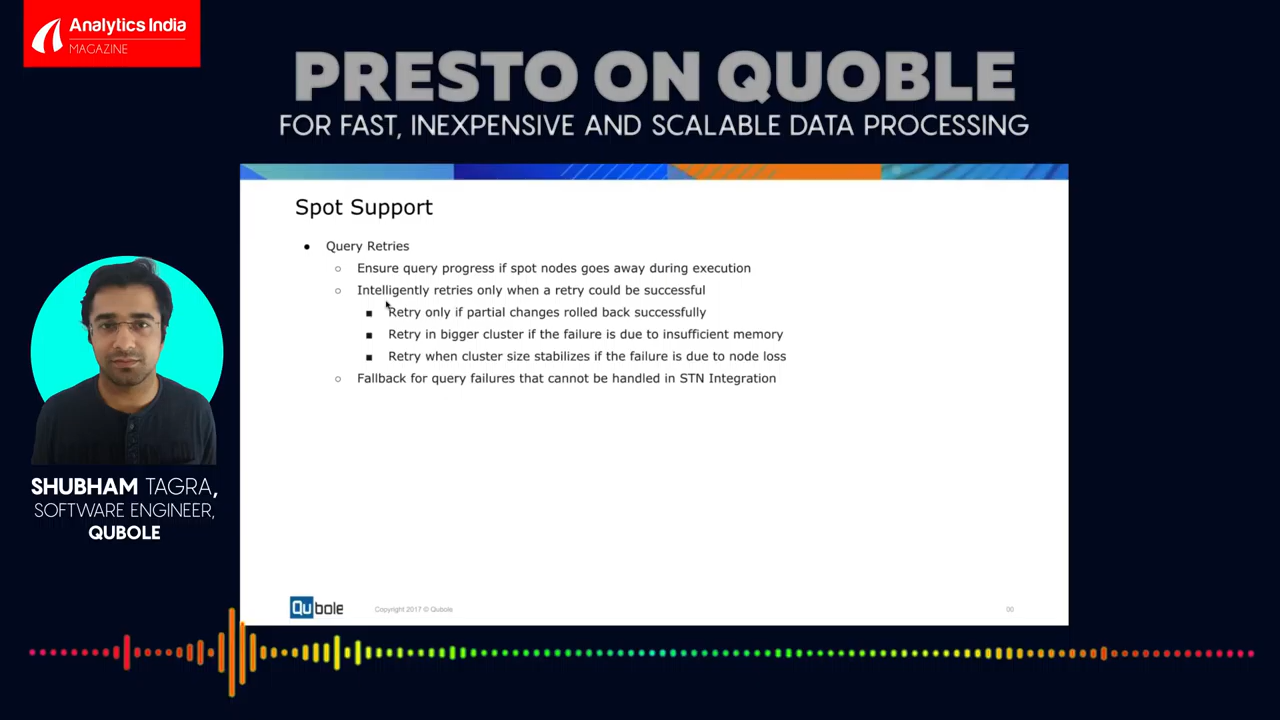 Analytics India
MAGAZINE
PRESTO ON QUOBLE
FOR FAST, INEXPENSIVE AND SCALABLE DATA PROCESSING
Spot Support
• Query Retries
○ Ensure query progress if spot nodes goes away during execution
○ Intelligently retries only when a retry could be successful
■ Retry only if partial changes rolled back successfully
■ Retry in bigger cluster if the failure is due to insufficient memory
■ Retry when cluster size stabilizes if the failure is due to node loss
○ Fallback for query failures that cannot be handled in STN Integration
SHUBHAM TAGRA,
SOFTWARE ENGINEER,
QUBOLE
Qubole
Copyright 2017 © Qubole
00